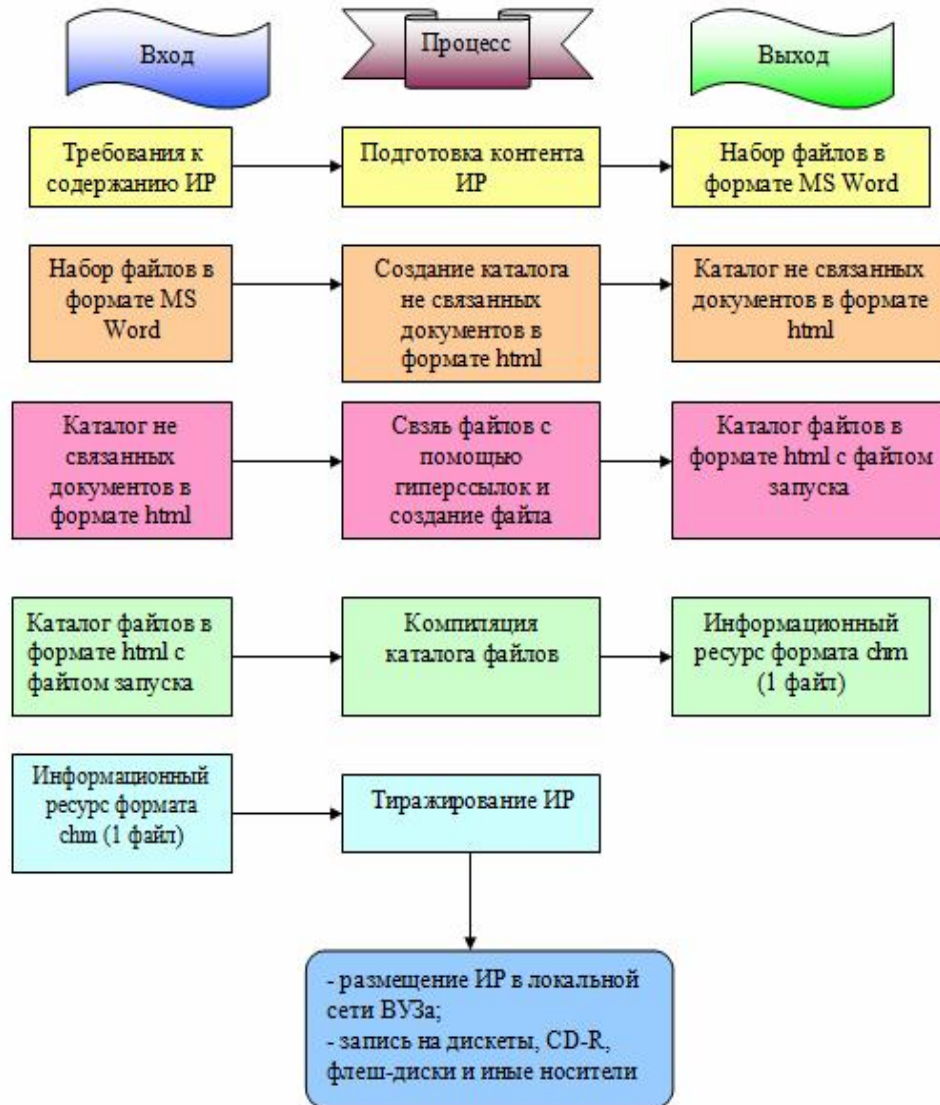 Вход
Процесс
Выход
Требования к
содержанию ИР
Подготовка контента
ИР
Набор файлов в
формате MS Word
Набор файлов в
формате MS
Word
Создание каталога
не связанных
документов в
формате html
Каталог не связанных
документов в формате
html
Каталог не
связанных
документов в
формате html
Свзяь файлов с
помощью
гиперссылок и
создание файла
Каталог файлов в
формате html с файлом
запуска
Каталог файлов в
формате html с
файлом запуска
Компиляция
каталога файлов
Информационный
ресурс формата chm
(1 файл)
Информационный
ресурс формата
chm (1 файл)
Тиражирование ИР
- размещение ИР в локальной
сети ВУЗа;
- запись на дискеты, CD-R,
флеш-диски и иные носители